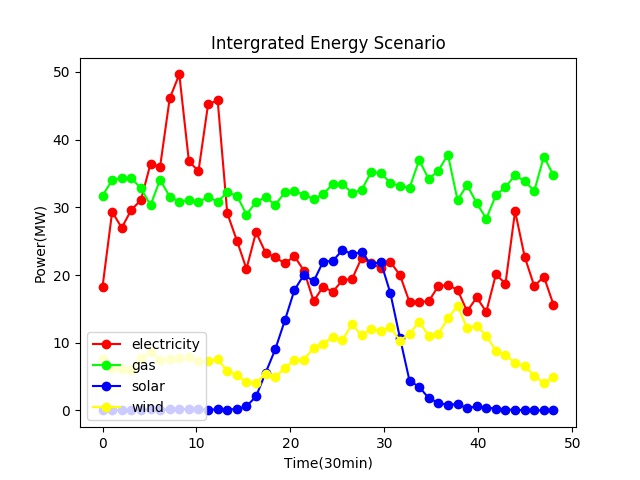 Intergrated Energy Scenario
Power(MW)
50
40
30
20
10
0
electricity
gas
solar
wind
0 10 20 30 40 50
Time(30min)